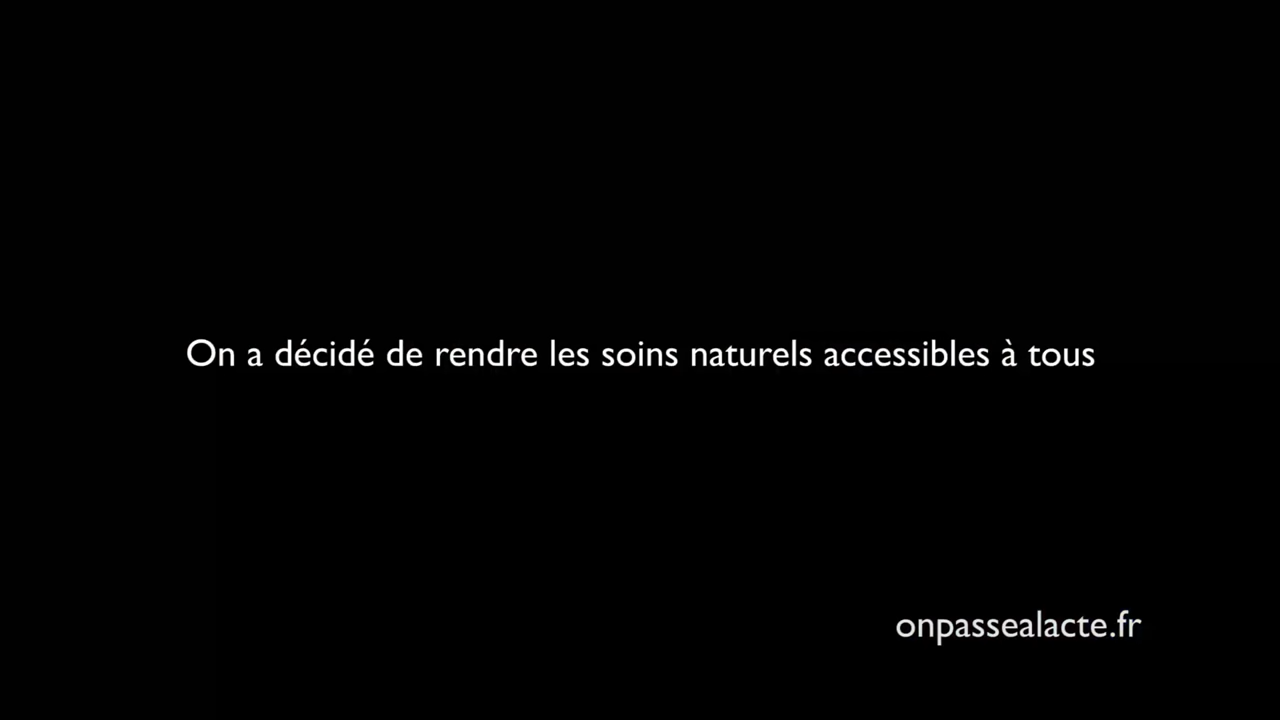 On a décidé de rendre les soins naturels accessibles à tous
onpassealacte.fr